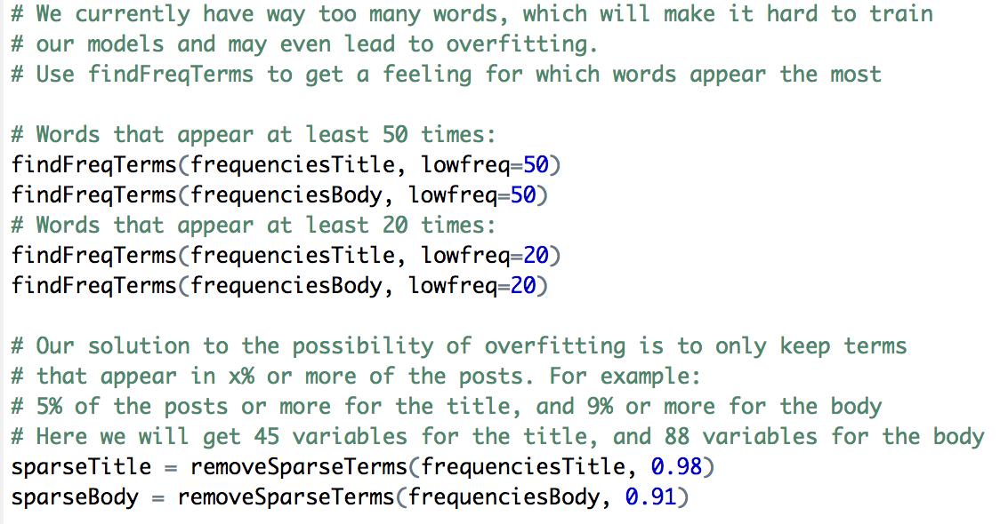 # We currently have way too many words, which will make it hard to train
# our models and may even lead to overfitting.
# Use findFreqTerms to get a feeling for which words appear the most
# Words that appear at least 50 times:
findFreqTerms(frequenciesTitle, lowfreq=50)
findFreqTerms(frequenciesBody, lowfreq=50)
# Words that appear at least 20 times:
findFreqTerms(frequenciesTitle, lowfreq=20)
findFreqTerms(frequenciesBody, lowfreq=20)
# Our solution to the possibility of overfitting is to only keep terms
# that appear in x% or more of the posts. For example:
# 5% of the posts or more for the title, and 9% or more for the body
# Here we will get 45 variables for the title, and 88 variables for the body
sparseTitle = removeSparseTerms(frequenciesTitle, 0.98)
sparseBody = removeSparseTerms(frequenciesBody, 0.91)